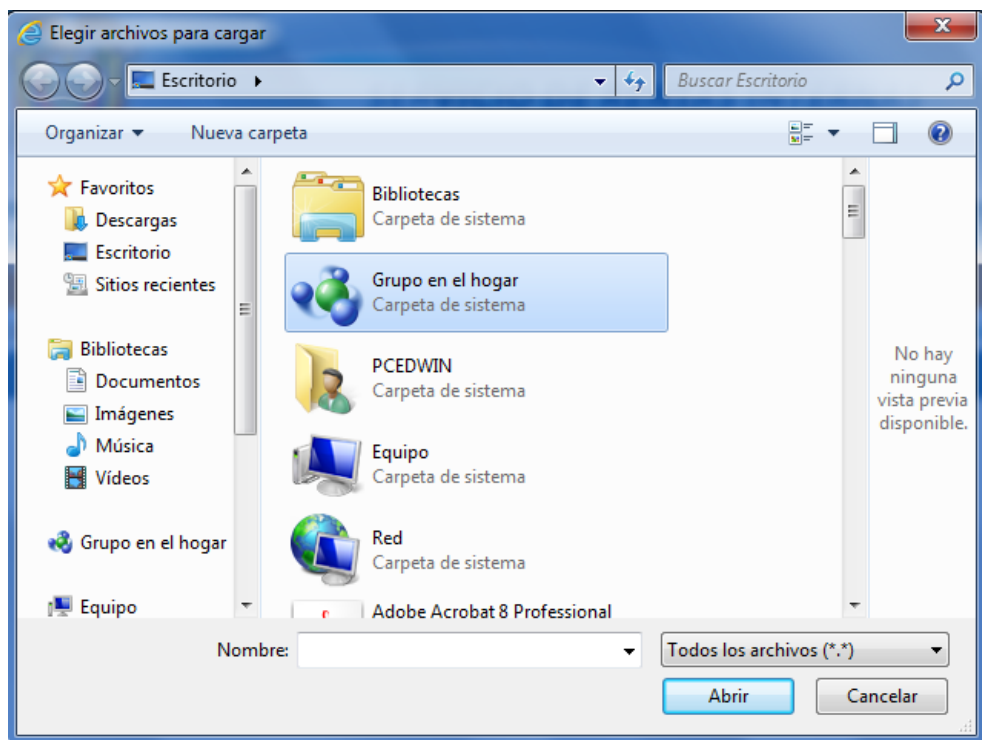 Elegir archivos para cargar
Escritorio
Buscar Escritorio
Organizar
Nueva carpeta
Favoritos
Descargas
Escritorio
Sitios recientes
Bibliotecas
Documentos
Imágenes
Música
Vídeos
Grupo en el hogar
Equipo
Bibliotecas
Carpeta de sistema
Grupo en el hogar
Carpeta de sistema
PCEDWIN
Carpeta de sistema
Equipo
Carpeta de sistema
Red
Carpeta de sistema
Adobe Acrobat 8 Professional
No hay
ninguna
vista previa
disponible.
Nombre:
Todos los archivos (*.*)
Abrir
Cancelar